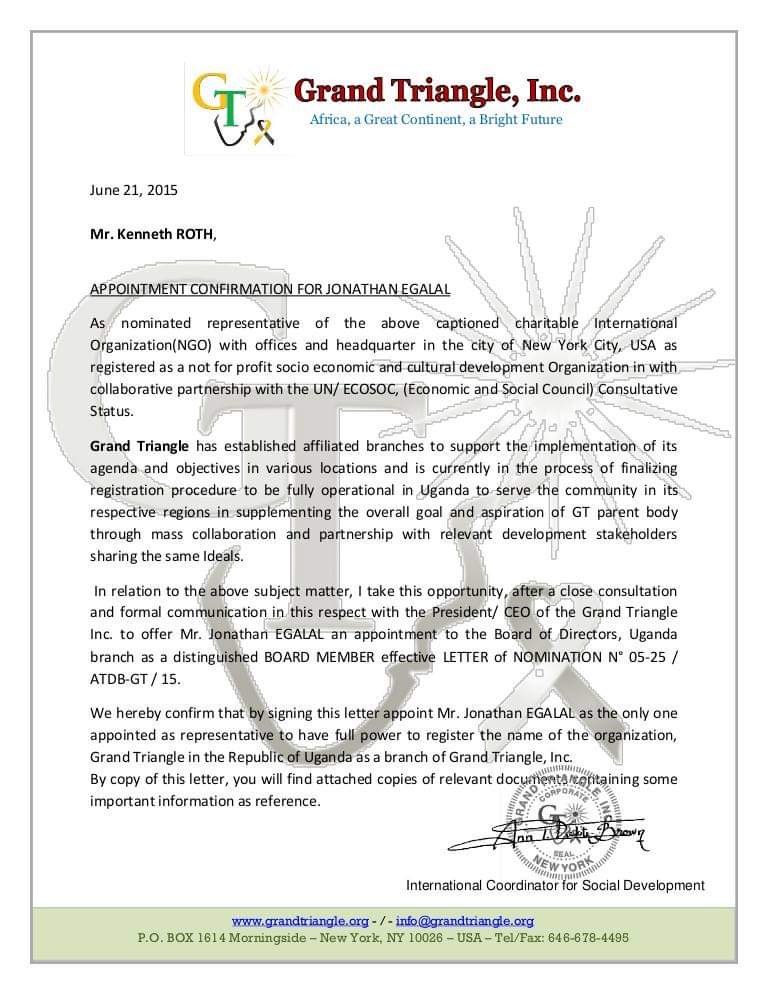 GT
Grand Triangle, Inc.
Africa, a Great Continent, a Bright Future
June 21, 2015
Mr. Kenneth ROTH,
APPOINTMENT CONFIRMATION FOR JONATHAN EGALAL
As nominated representative of the above captioned charitable International
Organization(NGO) with offices and headquarter in the city of New York City, USA as
registered as a not for profit socio economic and cultural development Organization in with
collaborative partnership with the UN/ ECOSOC, (Economic and Social Council) Consultative
Status.
Grand Triangle has established affiliated branches to support the implementation of its
agenda and objectives in various locations and is currently in the process of finalizing
registration procedure to be fully operational in Uganda to serve the community in its
respective regions in supplementing the overall goal and aspiration of GT parent body
through mass collaboration and partnership with relevant development stakeholders
sharing the same Ideals.
In relation to the above subject matter, I take this opportunity, after a close consultation
and formal communication in this respect with the President/ CEO of the Grand Triangle
Inc. to offer Mr. Jonathan EGALAL an appointment to the Board of Directors, Uganda
branch as a distinguished BOARD MEMBER effective LETTER of NOMINATION N° 05-25 /
ATDB-GT / 15.
We hereby confirm that by signing this letter appoint Mr. Jonathan EGALAL as the only one
appointed as representative to have full power to register the name of the organization,
Grand Triangle in the Republic of Uganda as a branch of Grand Triangle, Inc.
By copy of this letter, you will find attached copies of relevant documents containing some
important information as reference.
GRAND TRIANGLE, INC.
CORPORATE
GT
SEAL
NEW YORK
International Coordinator for Social Development
www.grandtriangle.org - / - info@grandtriangle.org
P.O. BOX 1614 Morningside – New York, NY 10026 – USA – Tel/Fax: 646-678-4495